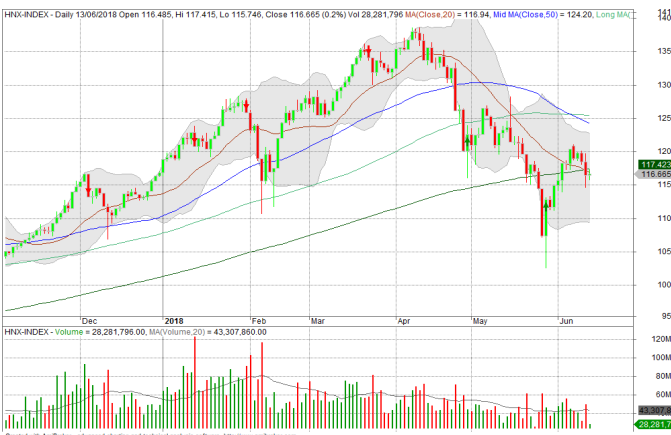 HNX-INDEX - Daily 13/06/2018 Open 116.485, Hi 117.415, Lo 115.746, Close 116.665 (0.2%) Vol 28,281,796 MA(Close,20) = 116.94, Mid MA(Close,50) = 124.20, Long MA(
140
135
130
125
120
117.423
116.665
115
110
105
100
95
Dec 2018 Feb Mar Apr May Jun
HNX-INDEX - Volume = 28,281,796.00, MA(Volume,20) = 43,307,860.00
120M
90M
60M
43,307,8
28,281,7